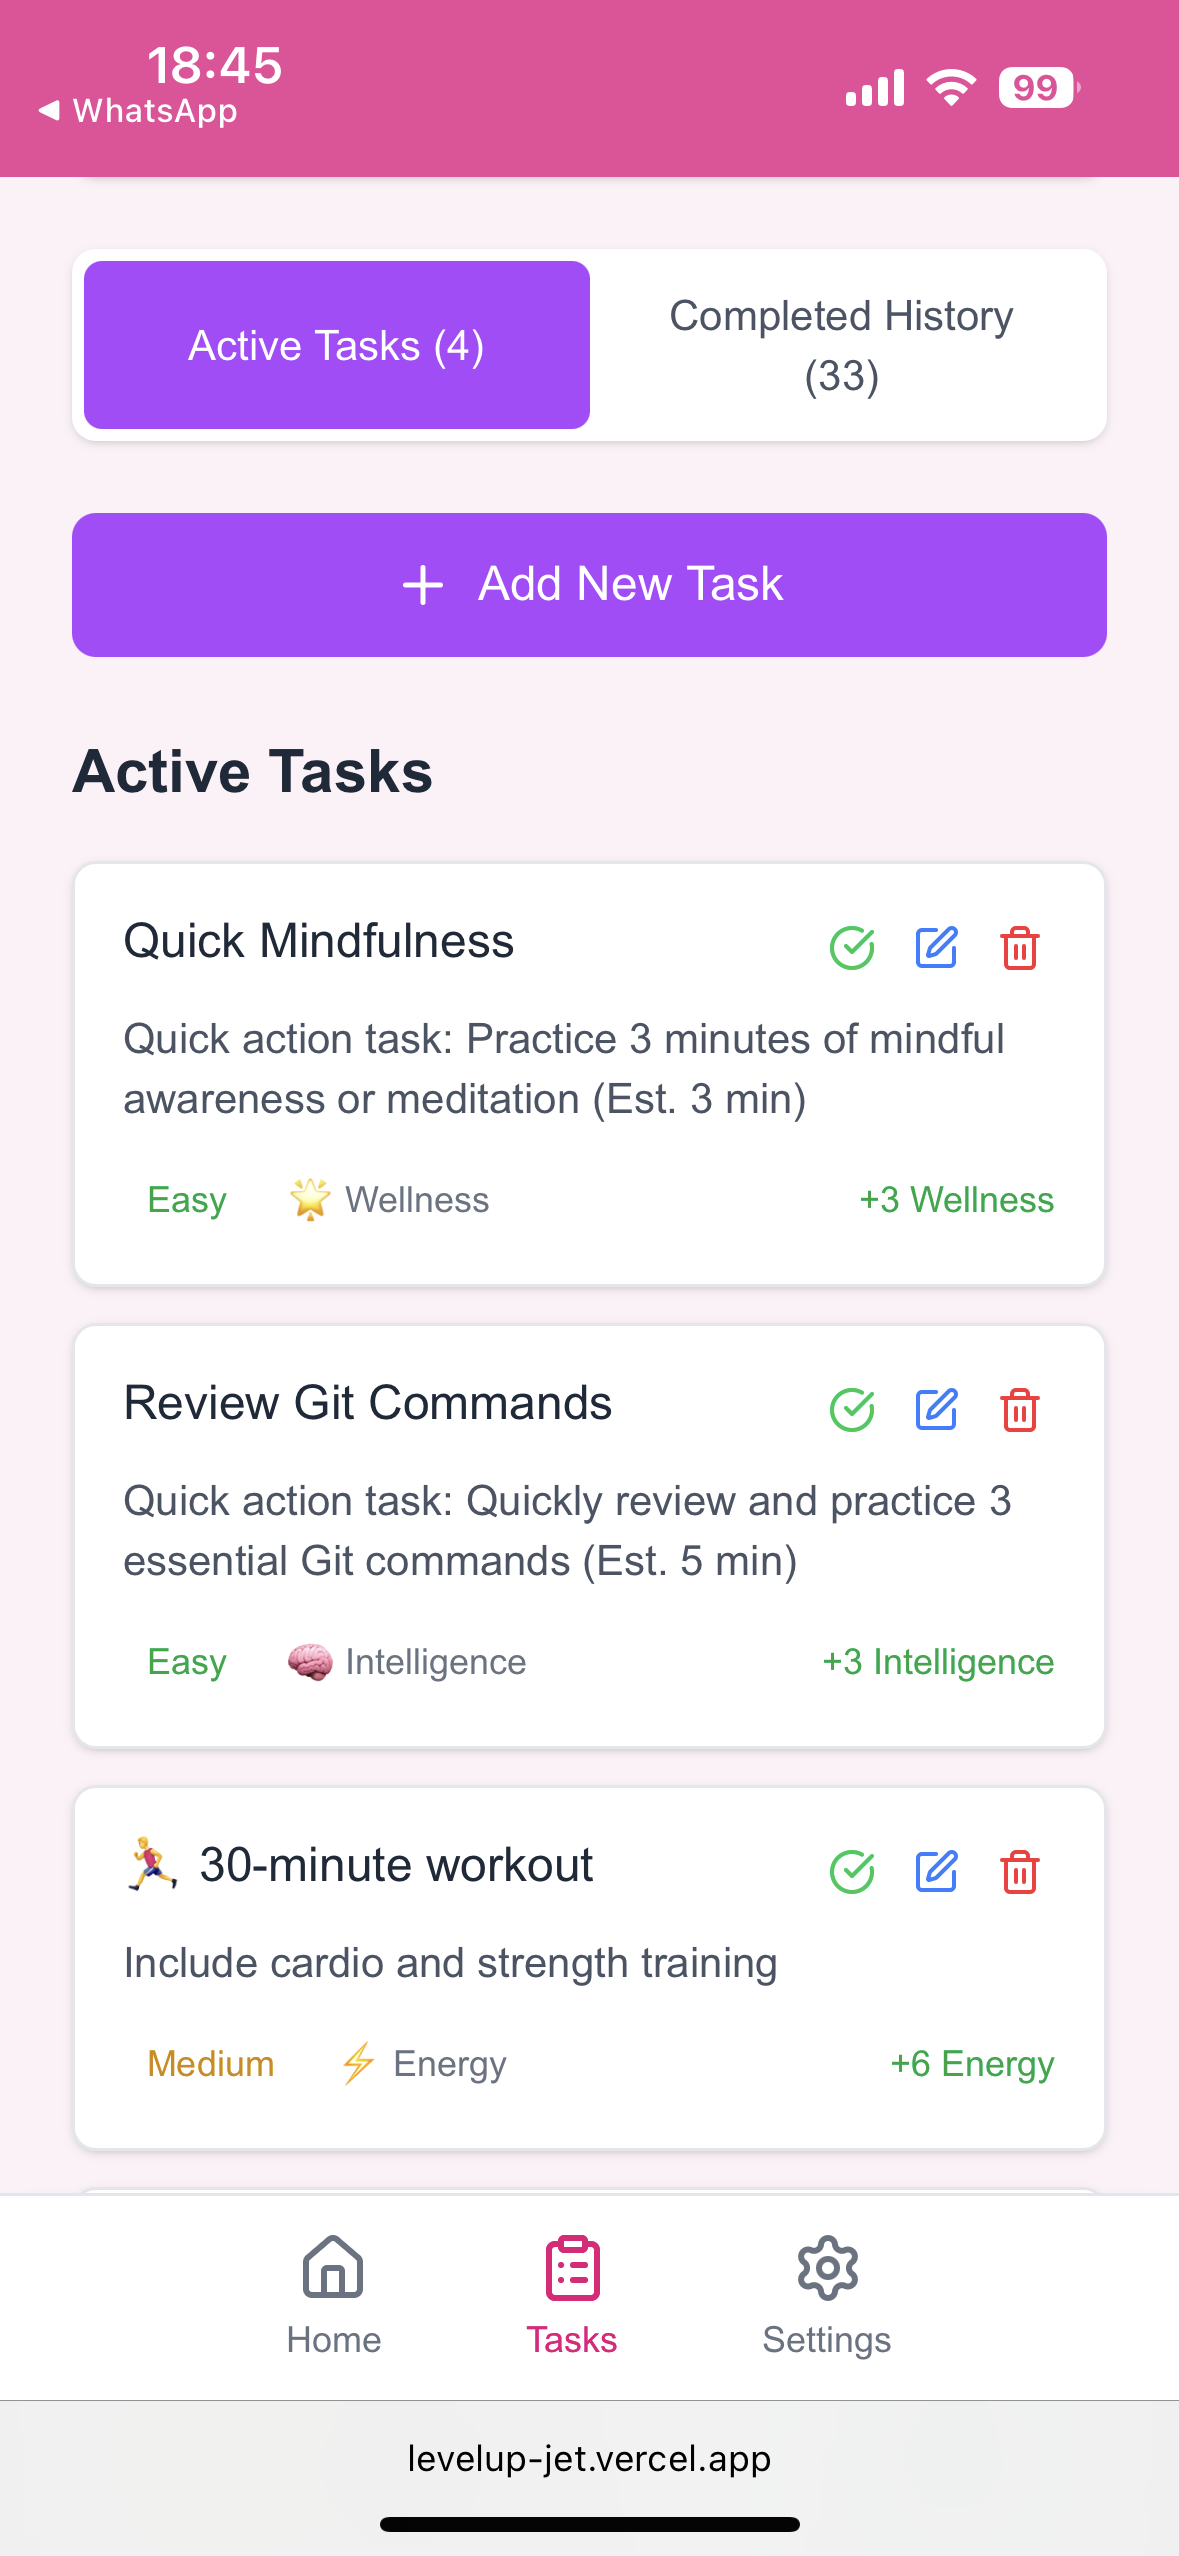 18:45
◀ WhatsApp
99
Active Tasks (4)
Completed History
(33)
+ Add New Task
Active Tasks
Quick Mindfulness
Quick action task: Practice 3 minutes of mindful
awareness or meditation (Est. 3 min)
Easy 🌟 Wellness +3 Wellness
Review Git Commands
Quick action task: Quickly review and practice 3
essential Git commands (Est. 5 min)
Easy 🧠 Intelligence +3 Intelligence
🏃 30-minute workout
Include cardio and strength training
Medium ⚡ Energy +6 Energy
Home Tasks Settings
levelup-jet.vercel.app